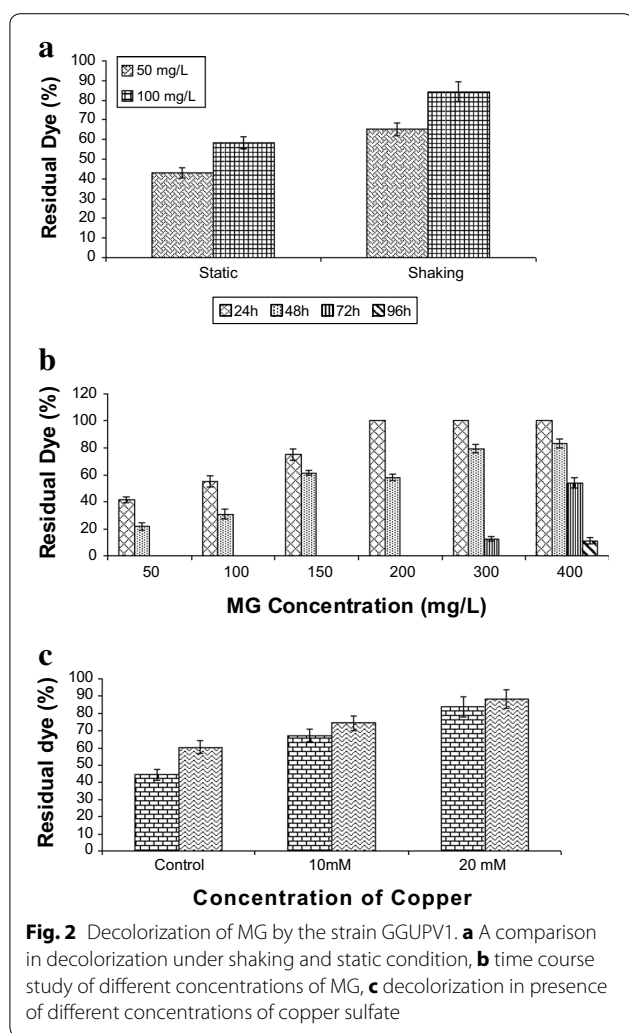 a
50 mg/L
100 mg/L
Residual Dye (%)
100
90
80
70
60
50
40
30
20
10
0
Static
Shaking
24h 48h 72h 96h
b
Residual Dye (%)
120
100
80
60
40
20
0
50 100 150 200 300 400
MG Concentration (mg/L)
c
Residual dye (%)
100
90
80
70
60
50
40
30
20
10
0
Control 10mM 20 mM
Concentration of Copper
Fig. 2 Decolorization of MG by the strain GGUPV1. a A comparison
in decolorization under shaking and static condition, b time course
study of different concentrations of MG, c decolorization in presence
of different concentrations of copper sulfate